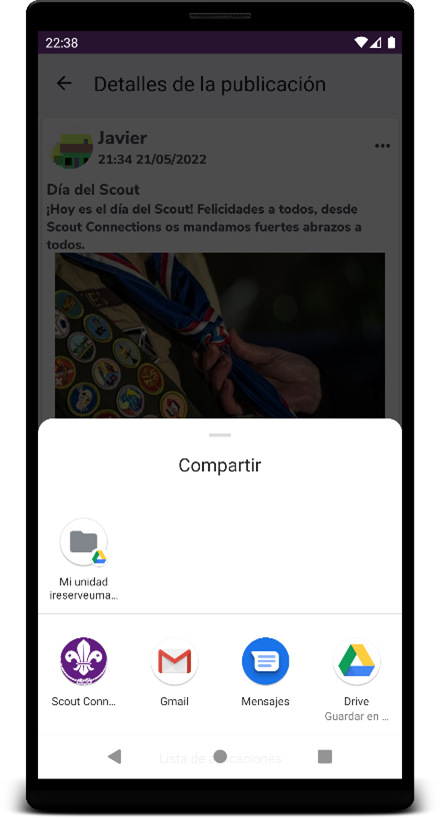 22:38
Detalles de la publicación
Javier
21:34 21/05/2022
Día del Scout
¡Hoy es el día del Scout! Felicidades a todos, desde
Scout Connections os mandamos fuertes abrazos a
todos.
Compartir
Mi unidad
ireserveuma...
Scout Conn...
Gmail
Mensajes
Drive
Guardar en ...
Lista de aplicaciones